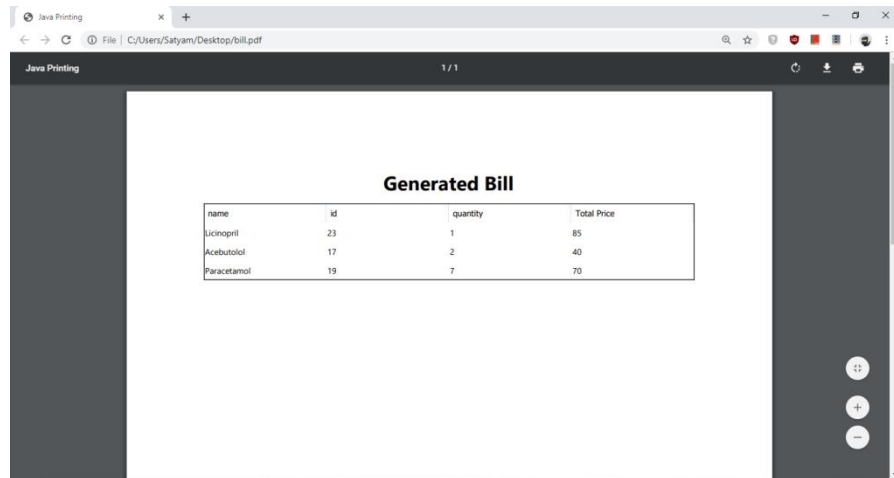 Java Printing
File | C:/Users/Satyam/Desktop/bill.pdf
Java Printing 1 / 1
Generated Bill
name id quantity Total Price
Licinopril 23 1 85
Acebutolol 17 2 40
Paracetamol 19 7 70